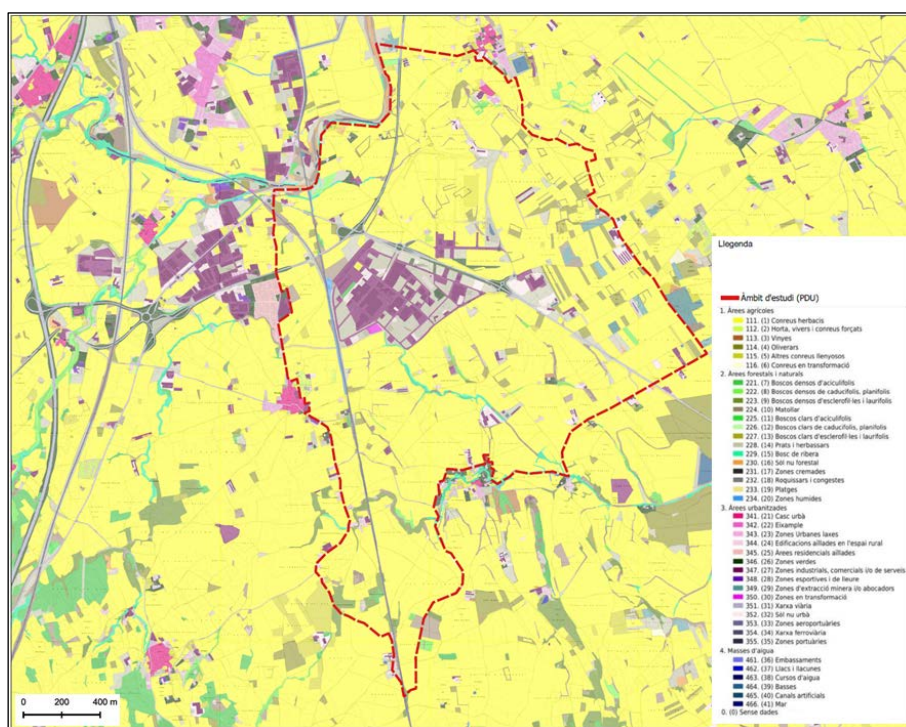 Llegenda
Àmbit d'estudi (PDU)
1. Àrees agrícoles
111. (1) Conreus herbacis
112. (2) Horta, vivers i conreus forçats
113. (3) Vinyes
114. (4) Oliverars
115. (5) Altres conreus llenyosos
116. (6) Conreus en transformació
2. Àrees forestals i naturals
221. (7) Boscos densos d'aciculifolis
222. (8) Boscos densos de caducifolis, planifolis
223. (9) Boscos densos d'esclerofil·les i laurifolis
224. (10) Matollar
225. (11) Boscos clars d'aciculifolis
226. (12) Boscos clars de caducifolis, planifolis
227. (13) Boscos clars d'esclerofil·les i laurifolis
228. (14) Prats i herbassars
229. (15) Bosc de ribera
230. (16) Sòl nu forestal
231. (17) Zones cremades
232. (18) Roquissars i congestes
233. (19) Platges
234. (20) Zones humides
3. Àrees urbanitzades
341. (21) Casc urbà
342. (22) Eixample
343. (23) Zones Urbanes laxes
344. (24) Edificacions aïllades en l'espai rural
345. (25) Àrees residencials aïllades
346. (26) Zones verdes
347. (27) Zones industrials, comercials i/o de serveis
348. (28) Zones esportives i de lleure
349. (29) Zones d'extracció minera i/o abocadors
350. (30) Zones en transformació
351. (31) Xarxa viària
352. (32) Sòl nu urbà
353. (33) Zones aeroportuàries
354. (34) Xarxa ferroviària
355. (35) Zones portuàries
4. Masses d'aigua
461. (36) Embassaments
462. (37) Llacs i llacunes
463. (38) Cursos d'aigua
464. (39) Basses
465. (40) Canals artificials
466. (41) Mar
0. (0) Sense dades
0 200 400 m